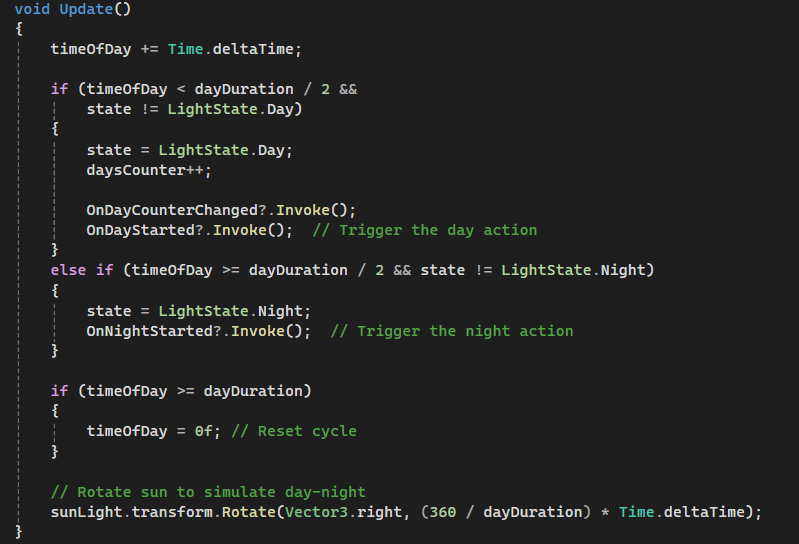 void Update()
{
    timeOfDay += Time.deltaTime;

    if (timeOfDay < dayDuration / 2 &&
        state != LightState.Day)
    {
        state = LightState.Day;
        daysCounter++;

        OnDayCounterChanged?.Invoke();
        OnDayStarted?.Invoke();  // Trigger the day action
    }
    else if (timeOfDay >= dayDuration / 2 && state != LightState.Night)
    {
        state = LightState.Night;
        OnNightStarted?.Invoke();  // Trigger the night action
    }

    if (timeOfDay >= dayDuration)
    {
        timeOfDay = 0f; // Reset cycle
    }

    // Rotate sun to simulate day-night
    sunLight.transform.Rotate(Vector3.right, (360 / dayDuration) * Time.deltaTime);
}